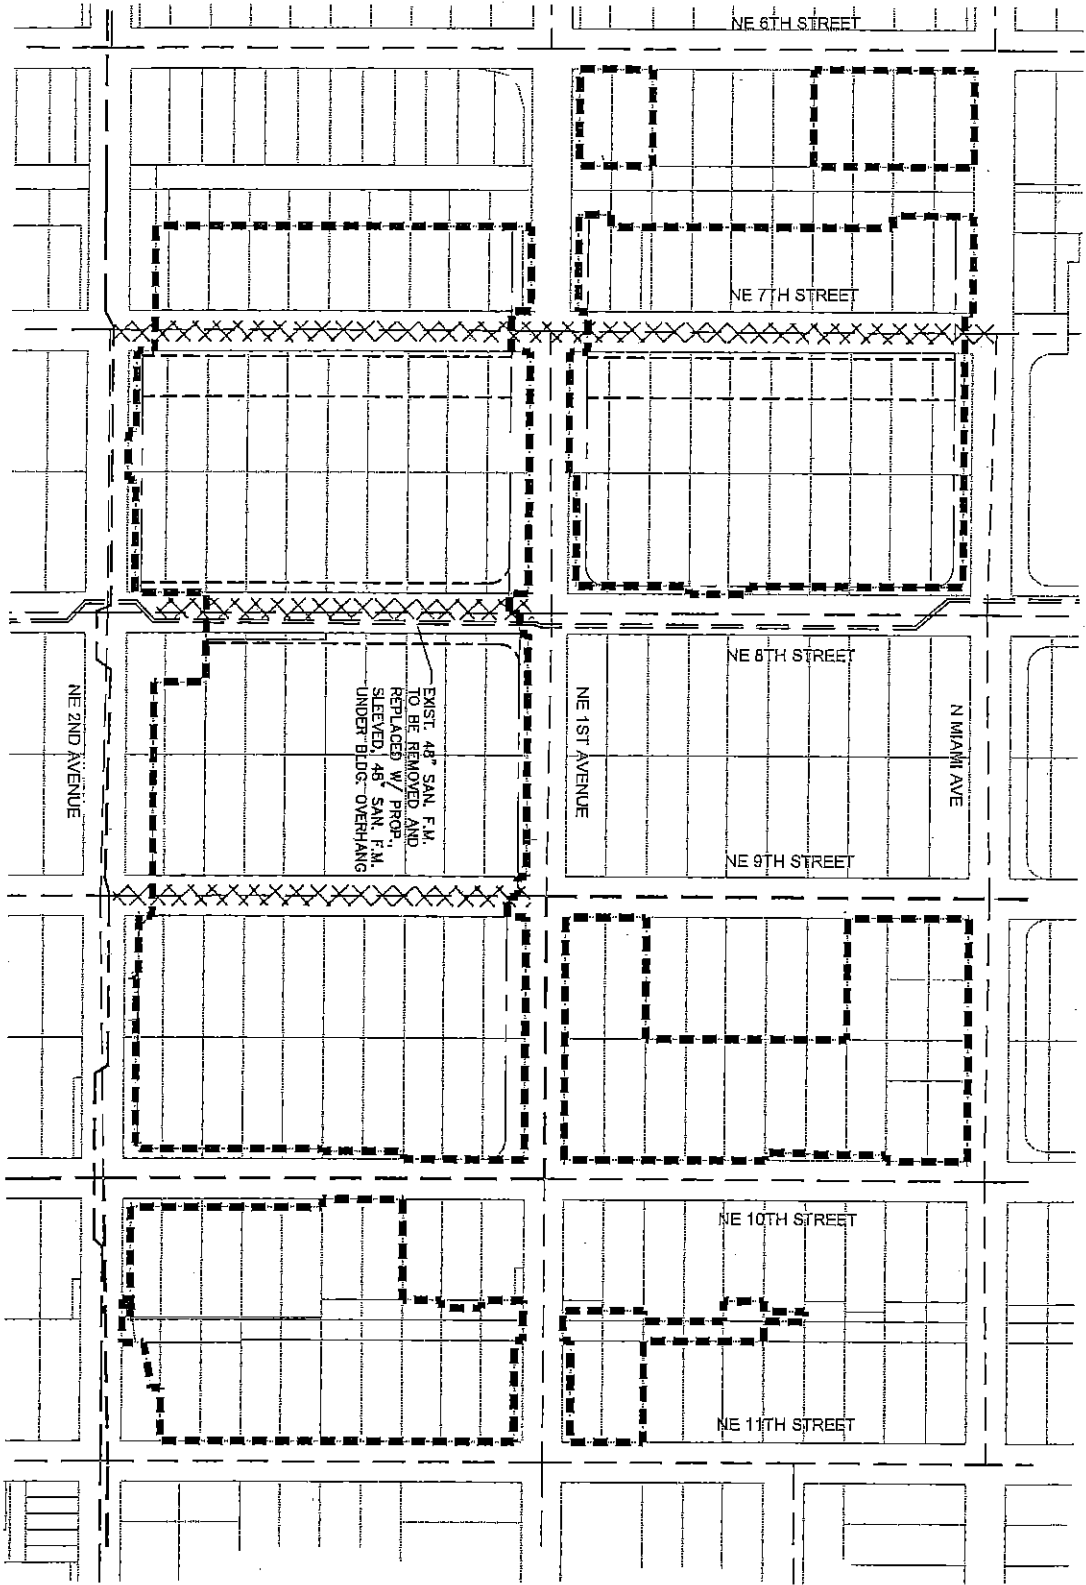 NE 6TH STREET
NE 7TH STREET
NE 8TH STREET
NE 2ND AVENUE
EXIST. 48" SAN. F.M.
TO BE REMOVED AND
REPLACED W/ PROP.,
SLEEVED, 48" SAN. F.M.
UNDER BLDG. OVERHANG
NE 1ST AVENUE
N MIAMI AVE
NE 9TH STREET
NE 10TH STREET
NE 11TH STREET